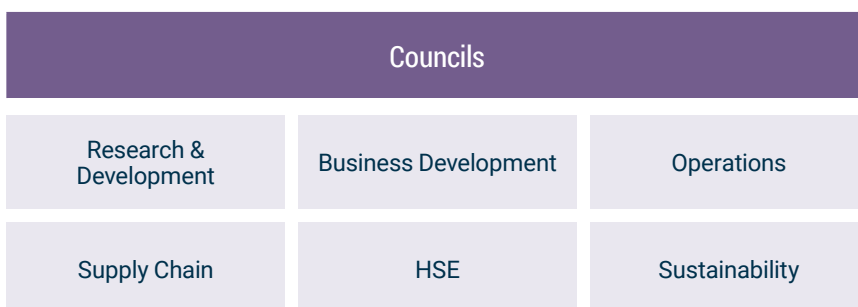 Councils
Research &
Development
Business Development
Operations
Supply Chain
HSE
Sustainability